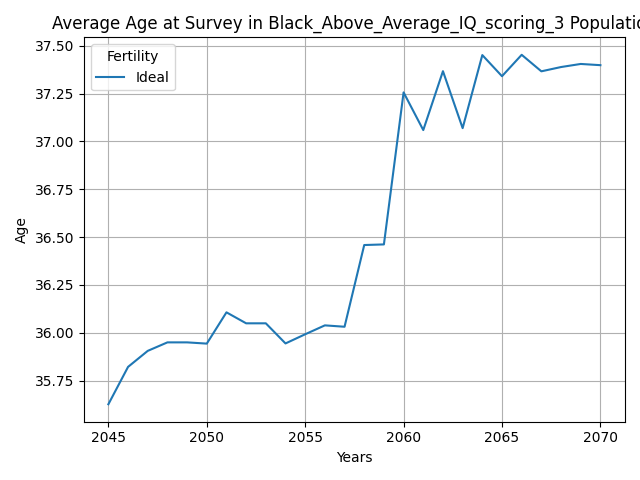 Average Age at Survey in Black_Above_Average_IQ_scoring_3 Populatio
Fertility
Ideal
37.50
37.25
37.00
36.75
36.50
36.25
36.00
35.75
Age
2045 2050 2055 2060 2065 2070
Years